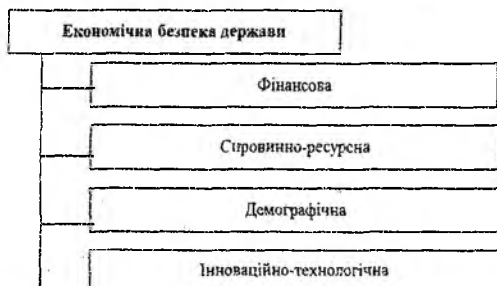 Економічна безпека держави
Фінансова
Сировинно-ресурсна
Демографічна
Інноваційно-технологічна